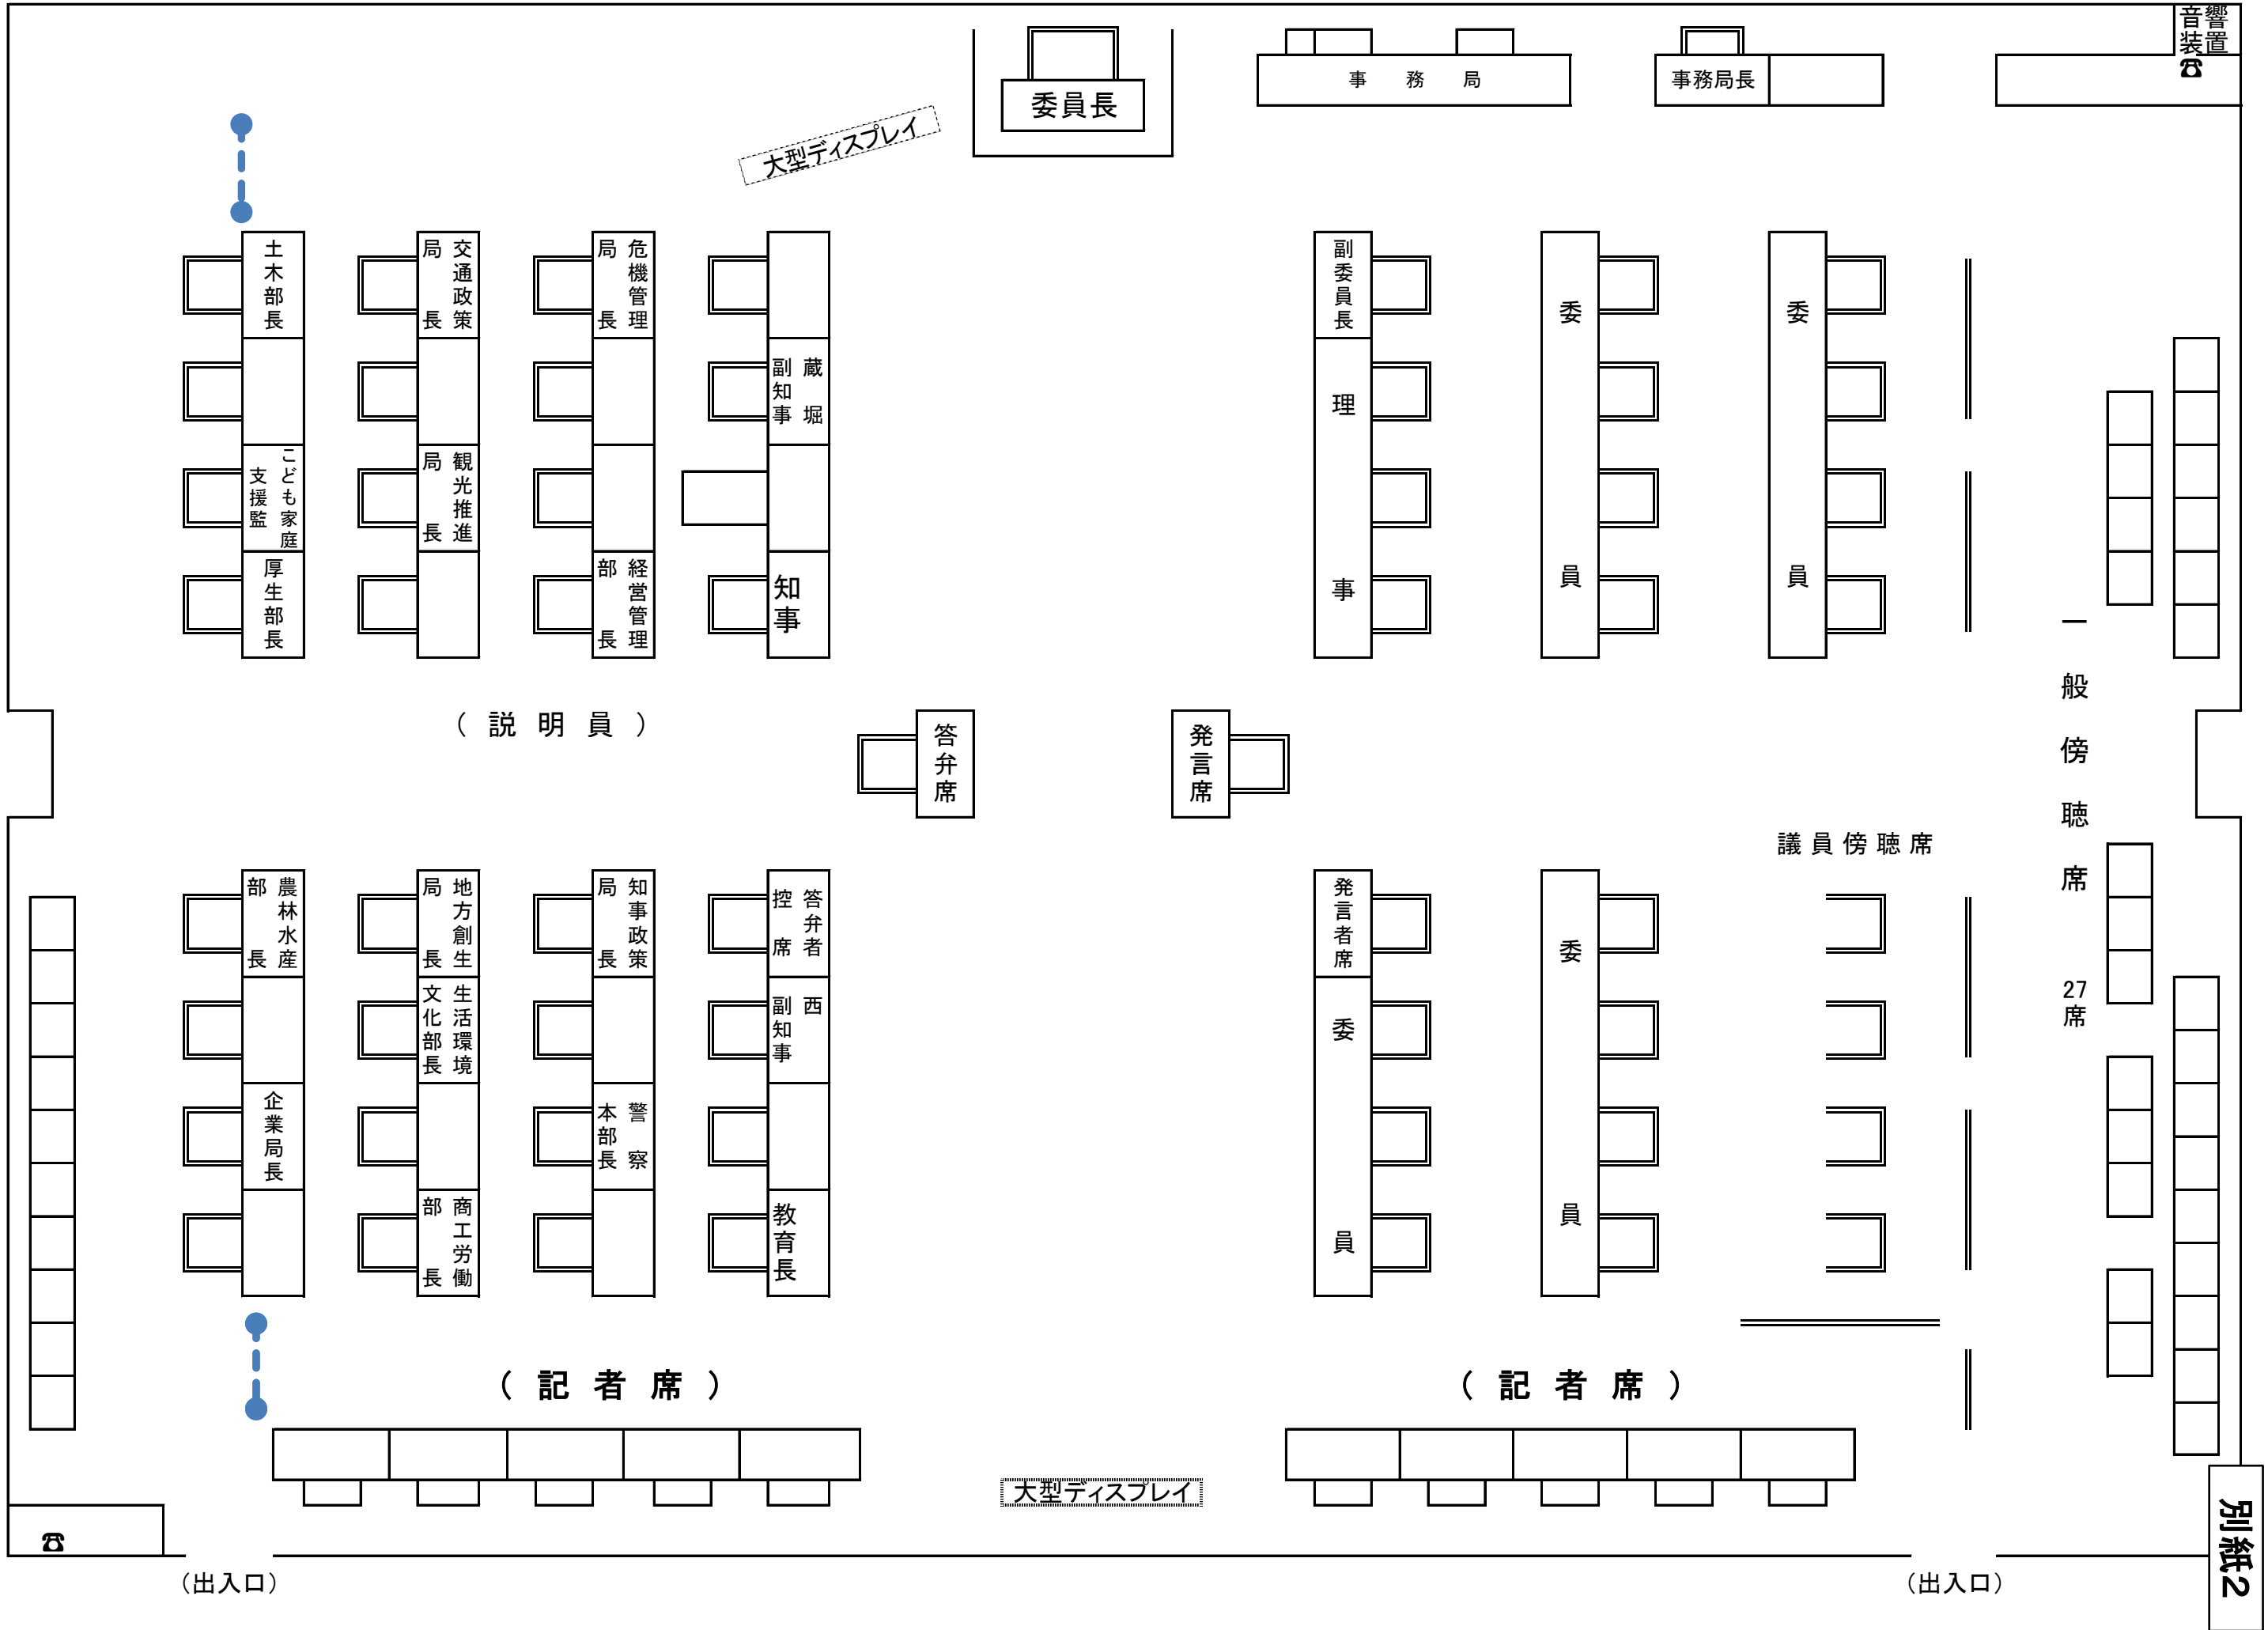 音響
装置
☎
委員長
事務局
事務局長
大型ディスプレイ
土木部長
交通政策
局長
危機管理
局長
副委員長
委員
委員
蔵堀
副知事
理事
こども家庭
支援監
観光推進
局長
厚生部長
経営管理
部長
知事
(説明員)
答弁席
発言席
一般傍聴席
27
席
議員傍聴席
農林水産
部長
地方創生
局長
知事政策
局長
答弁者
控席
発言者席
委員
生活環境
文化部長
西
副知事
委員
企業局長
警察
本部長
商工労働
部長
教育長
(記者席)
(記者席)
大型ディスプレイ
☎
別紙2
(出入口)
(出入口)